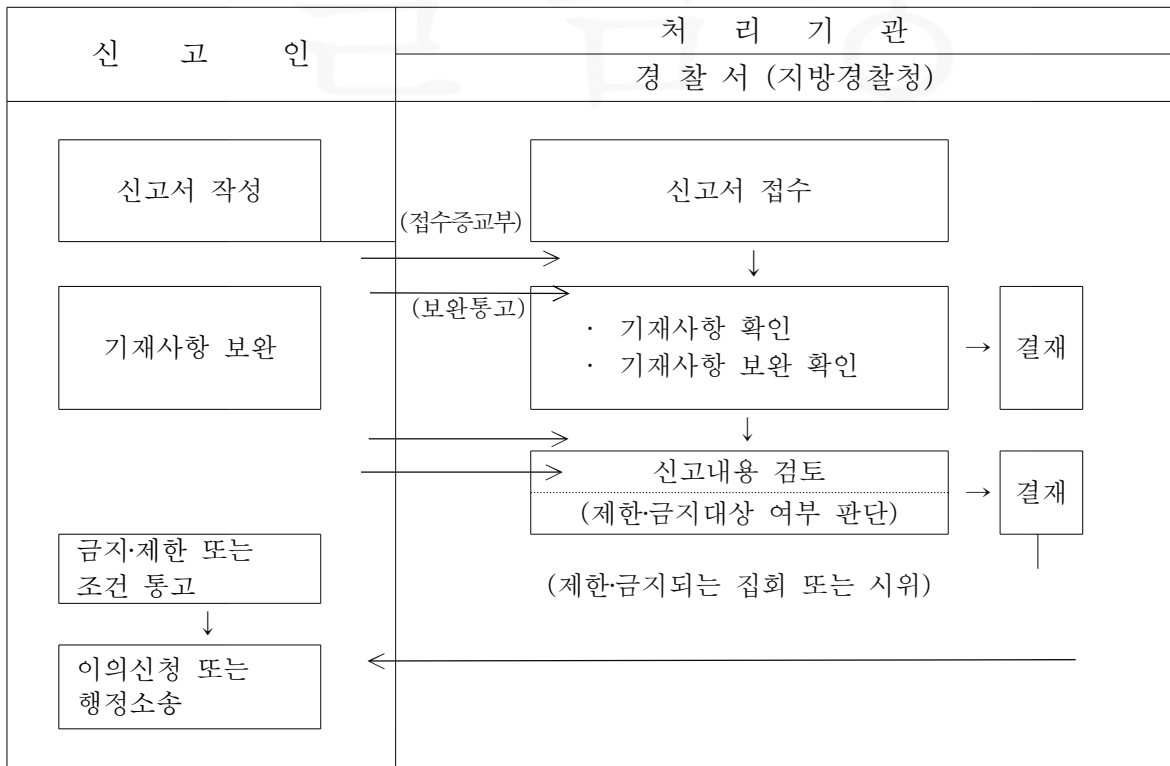 신 고 인
처 리 기 관
경 찰 서 (지방경찰청)
신고서 작성
(접수증교부)
신고서 접수
↓
기재사항 보완
(보완통고)
· 기재사항 확인
· 기재사항 보완 확인
→
결재
↓
신고내용 검토
(제한·금지대상 여부 판단)
→
결재
금지·제한 또는
조건 통고
(제한·금지되는 집회 또는 시위)
↓
이의신청 또는
행정소송